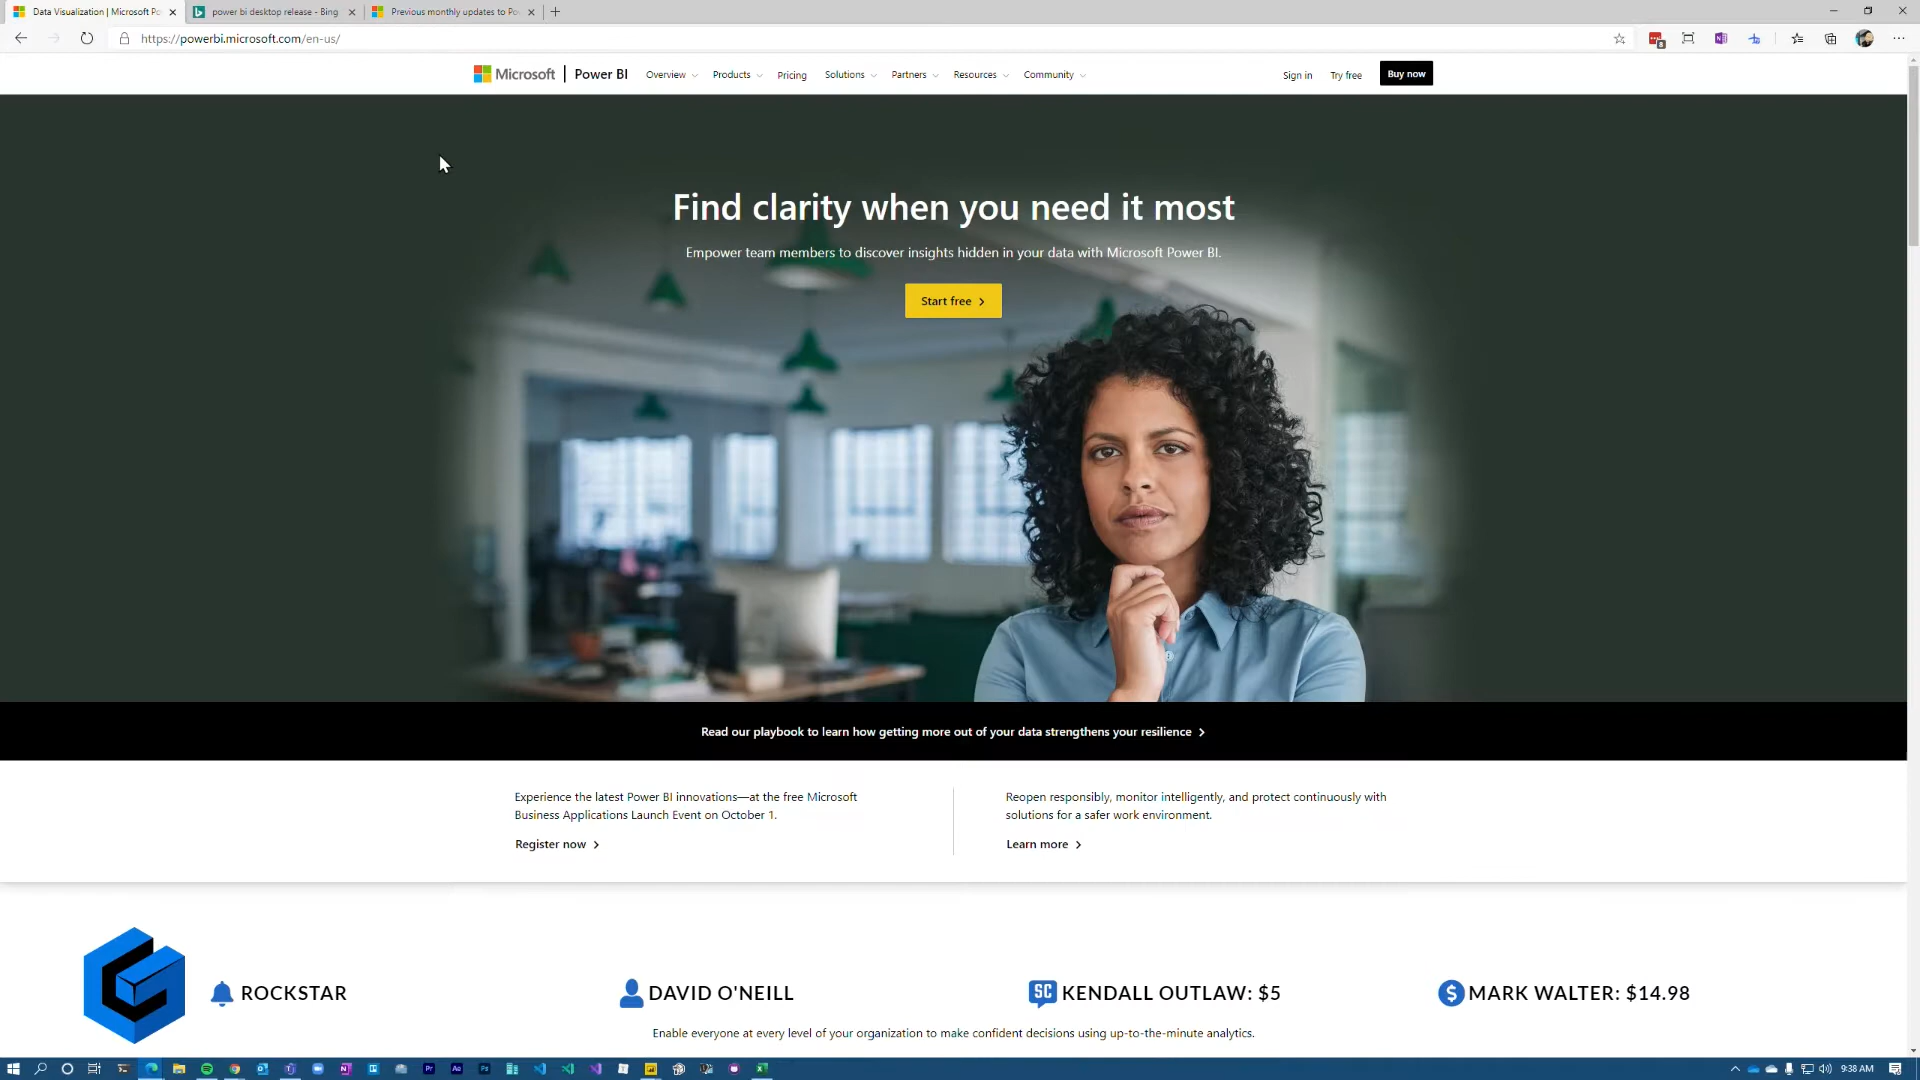 Data Visualization | Microsoft Po
power bi desktop release - Bing
Previous monthly updates to Po
https://powerbi.microsoft.com/en-us/
Microsoft | Power BI
Overview
Products
Pricing
Solutions
Partners
Resources
Community
Sign in
Try free
Buy now
Find clarity when you need it most
Empower team members to discover insights hidden in your data with Microsoft Power BI.
Start free
Read our playbook to learn how getting more out of your data strengthens your resilience
Experience the latest Power BI innovations—at the free Microsoft
Business Applications Launch Event on October 1.
Register now
Reopen responsibly, monitor intelligently, and protect continuously with
solutions for a safer work environment.
Learn more
ROCKSTAR
DAVID O'NEILL
SC
KENDALL OUTLAW: $5
$
MARK WALTER: $14.98
Enable everyone at every level of your organization to make confident decisions using up-to-the-minute analytics.
9:38 AM